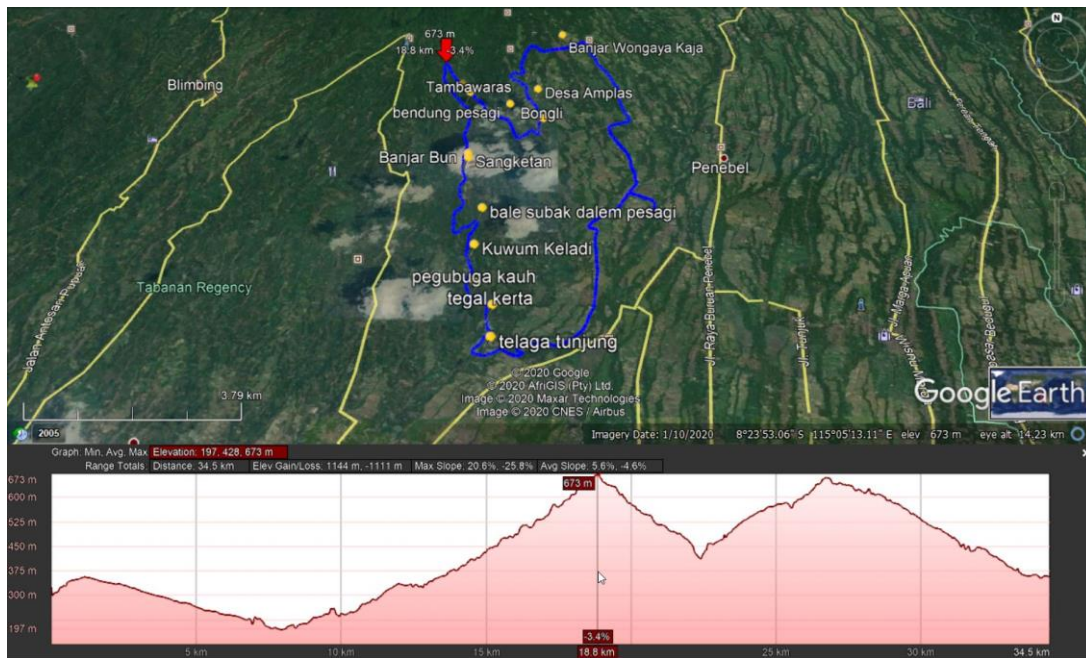 673 m
18.8 km -3.4%
Banjar Wongaya Kaja
Blimbing
Tambawaras
Desa Amplas
bendung pesagi
Bongli
Bali
Banjar Bun
Sangketan
Penebel
bale subak dalem pesagi
Kuwum Keladi
pegubuga kauh
Tabanan Regency
tegal kerta
telaga tunjung
Jl. Raya Buruan Penebel
© 2020 Google
© 2020 AfriGIS (Pty) Ltd.
Image © 2020 Maxar Technologies
Image © 2020 CNES / Airbus
3.79 km
Google Earth
N
2005
Imagery Date: 1/10/2020 8°23'53.06" S 115°05'13.11" E elev 673 m eye alt 14.23 km
Graph: Min, Avg, Max Elevation: 197, 428, 673 m
Range Totals: Distance: 34.5 km Elev Gain/Loss: 1144 m, -1111 m Max Slope: 20.6%, -25.8% Avg Slope: 5.6%, -4.6%
673 m
673 m
600 m
525 m
450 m
375 m
300 m
197 m
-3.4%
5 km 10 km 15 km 18.8 km 25 km 30 km 34.5 km